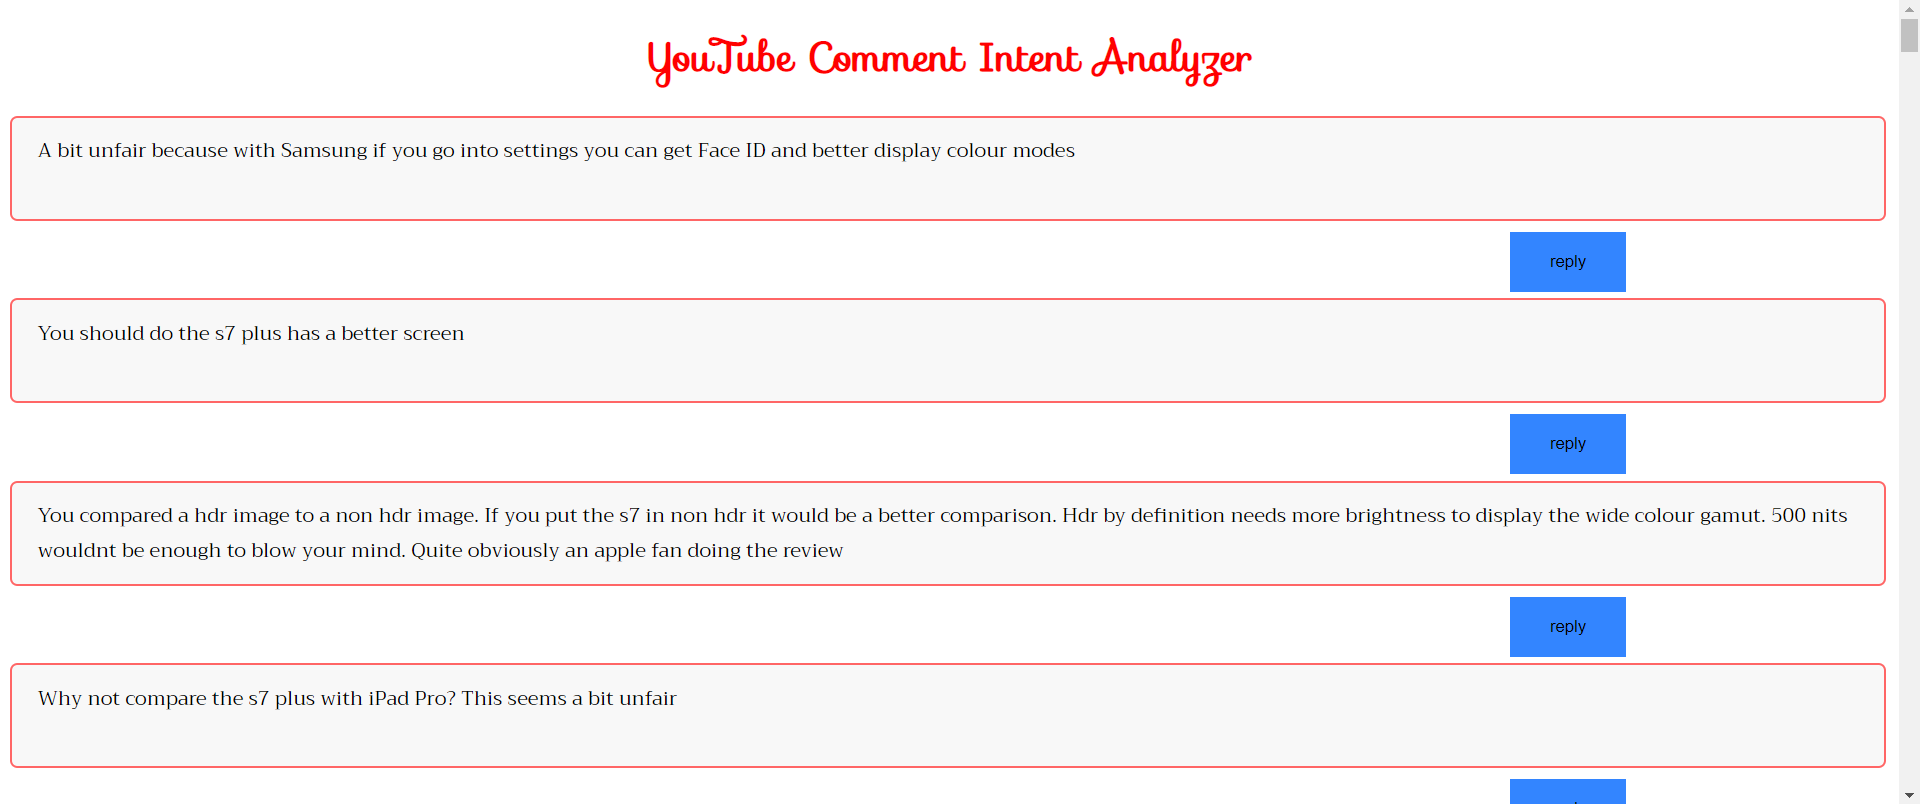 YouTube Comment Intent Analyzer
A bit unfair because with Samsung if you go into settings you can get Face ID and better display colour modes
reply
You should do the s7 plus has a better screen
reply
You compared a hdr image to a non hdr image. If you put the s7 in non hdr it would be a better comparison. Hdr by definition needs more brightness to display the wide colour gamut. 500 nits
wouldnt be enough to blow your mind. Quite obviously an apple fan doing the review
reply
Why not compare the s7 plus with iPad Pro? This seems a bit unfair